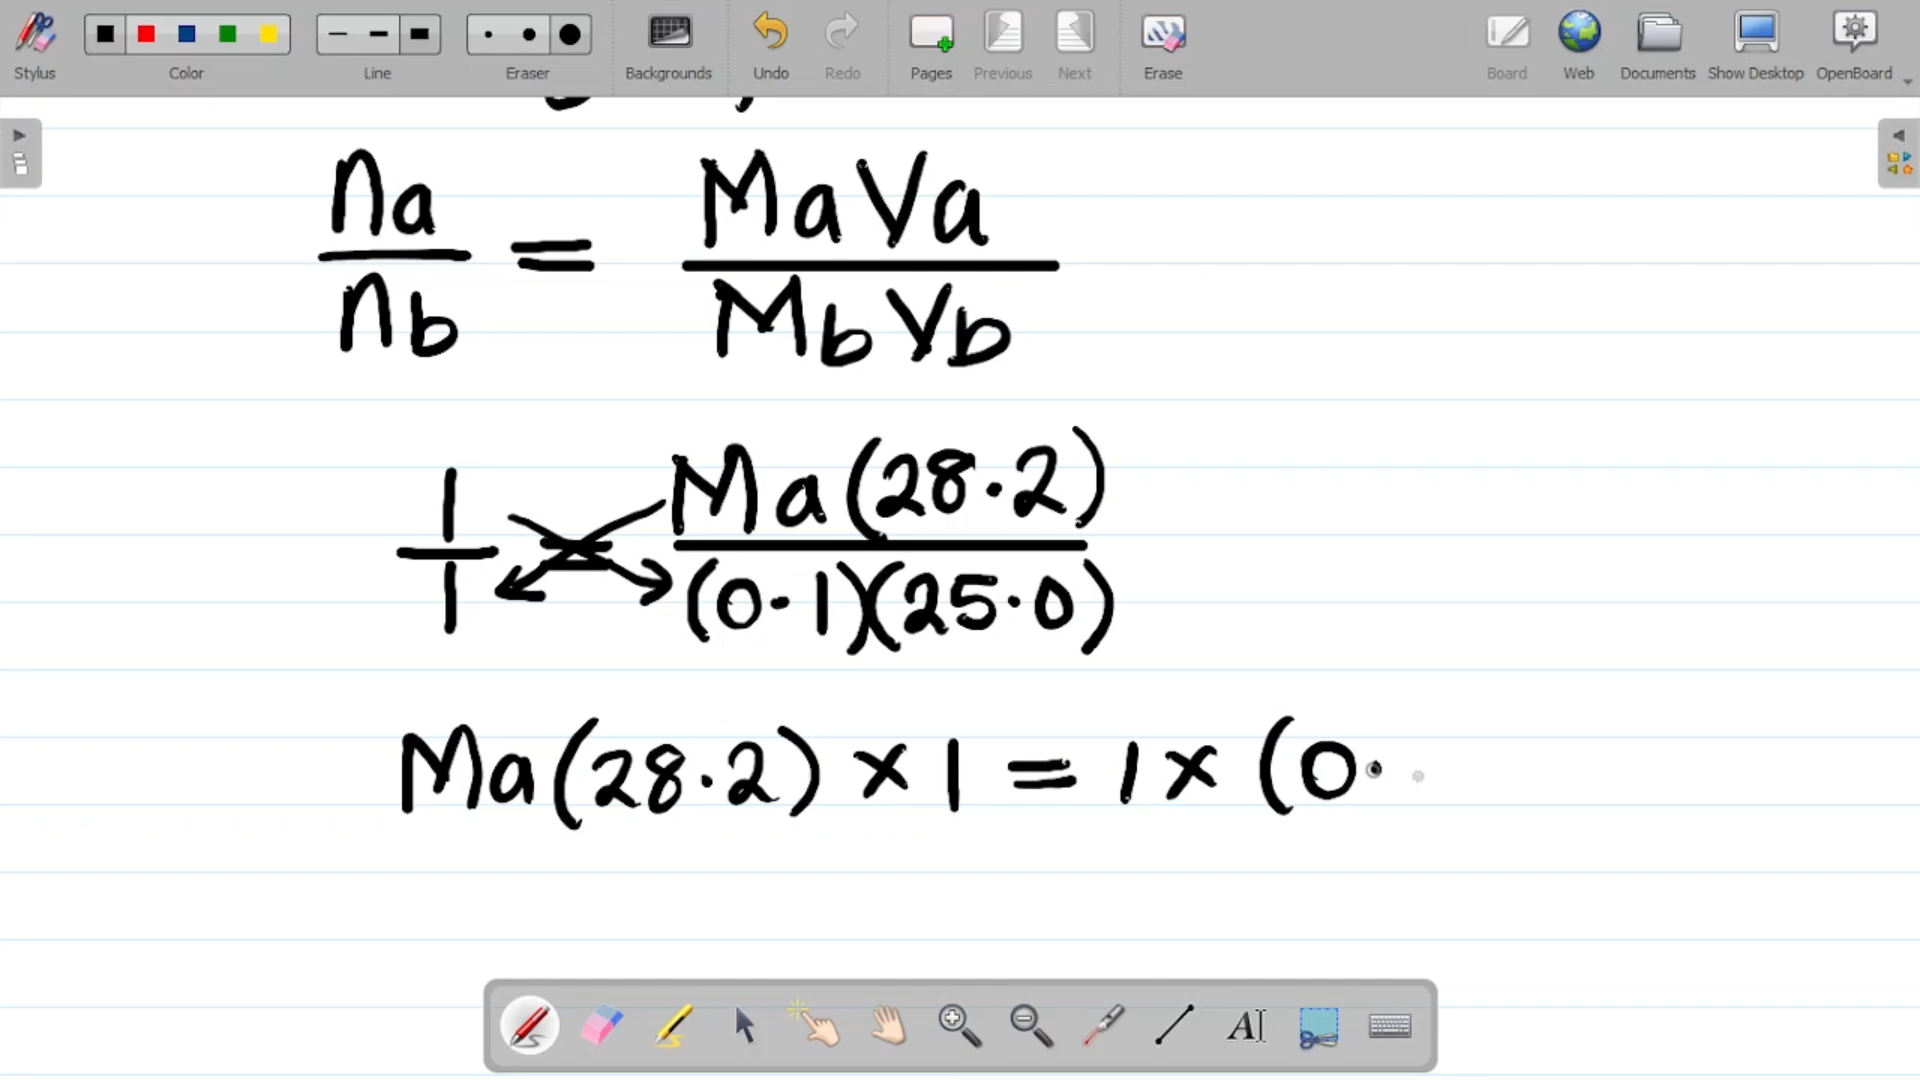 Stylus Color Line Eraser Backgrounds Undo Redo Pages Previous Next Erase Board Web Documents Show Desktop OpenBoard
na/nb = MaVa/MbVb
1/1 = Ma(28·2)/(0·1)(25·0)
Ma(28·2) × 1 = 1 × (0·